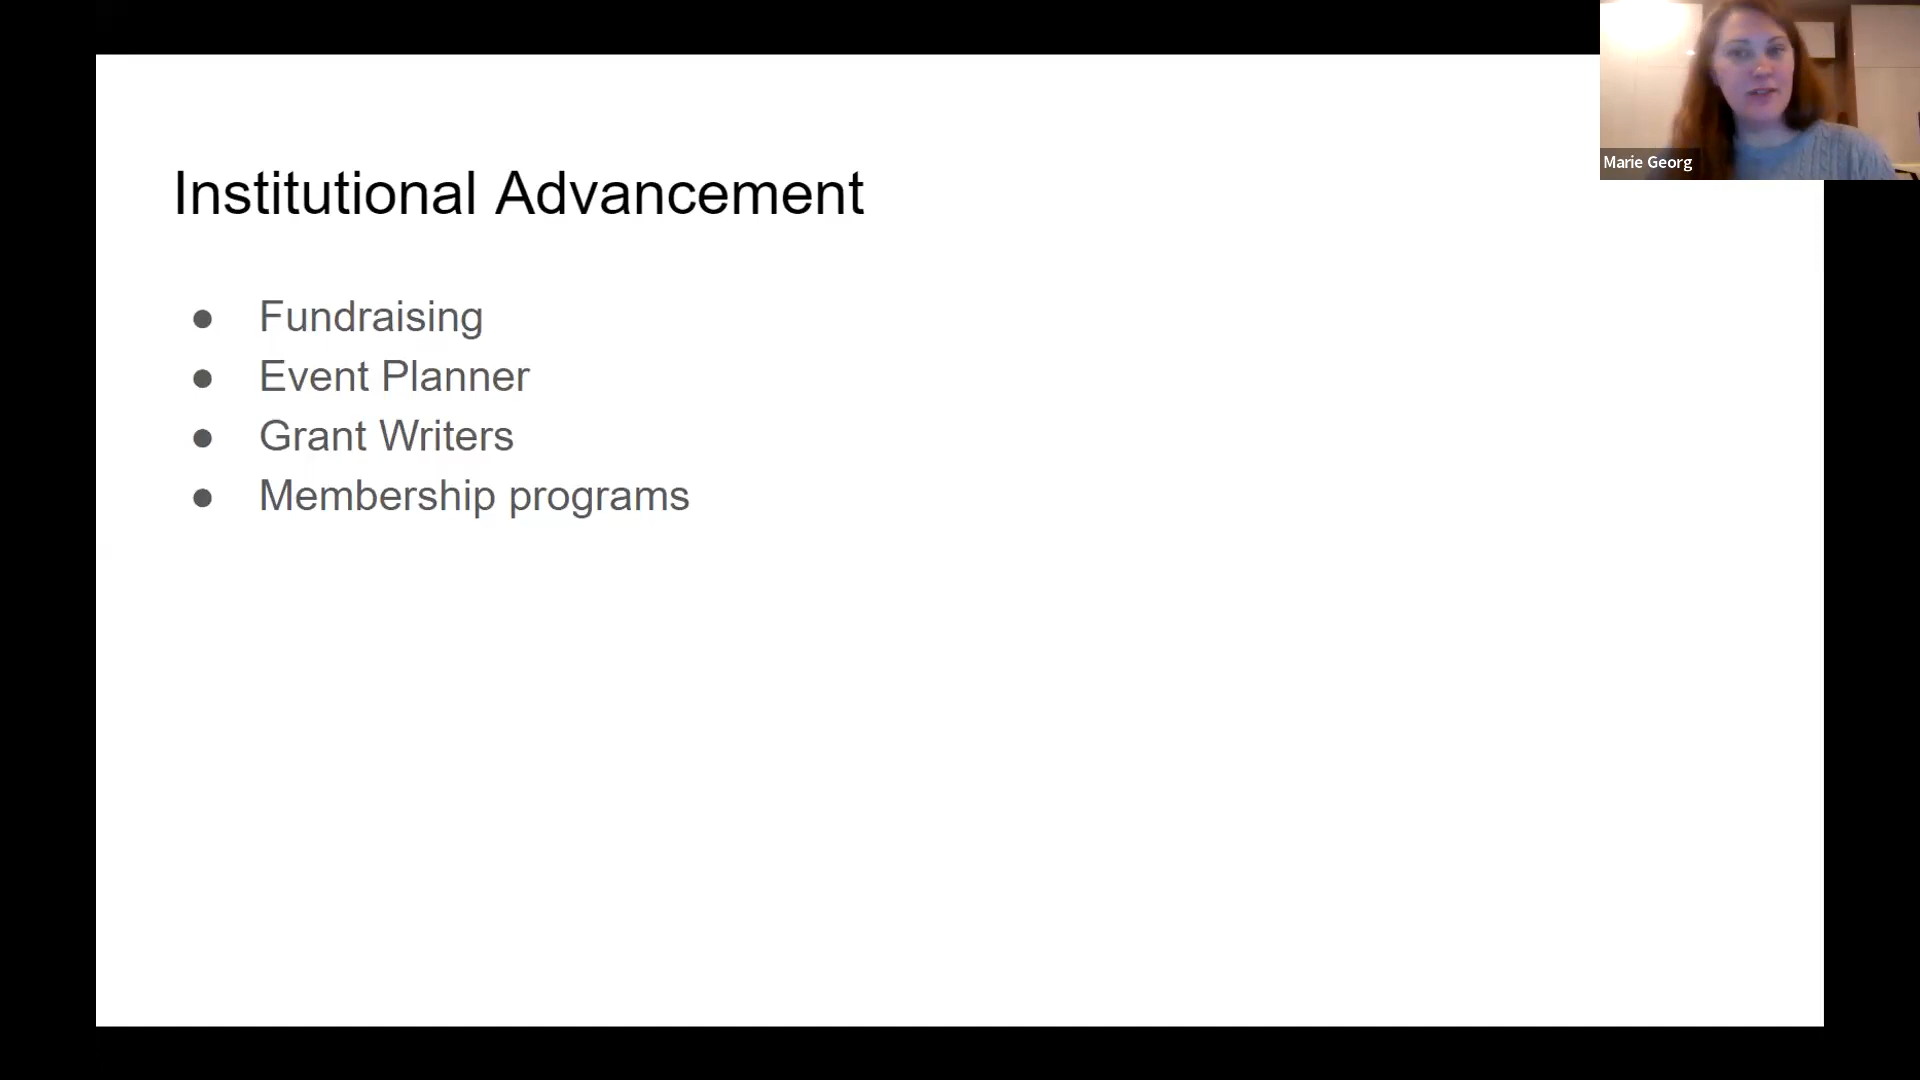 Institutional Advancement
● Fundraising
● Event Planner
● Grant Writers
● Membership programs
Marie Georg